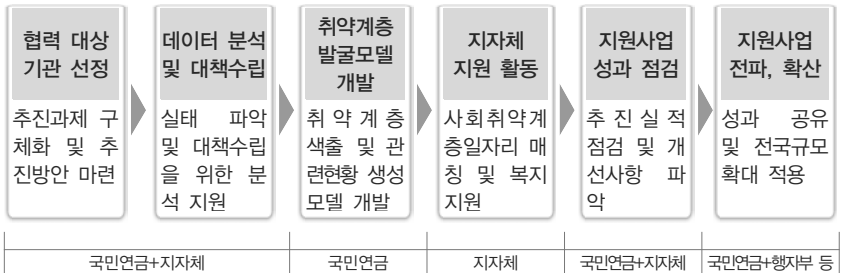 협력 대상
기관 선정
추진과제 구
체화 및 추
진방안 마련
데이터 분석
및 대책수립
실태 파악
및 대책수립
을 위한 분
석 지원
취약계층
발굴모델
개발
취약계층
색출 및 관
련현황 생성
모델 개발
지자체
지원 활동
사회취약계
층일자리 매
칭 및 복지
지원
지원사업
성과 점검
추진실적
점검 및 개
선사항 파
악
지원사업
전파, 확산
성과 공유
및 전국규모
확대 적용
국민연금+지자체
국민연금
지자체
국민연금+지자체
국민연금+행자부 등